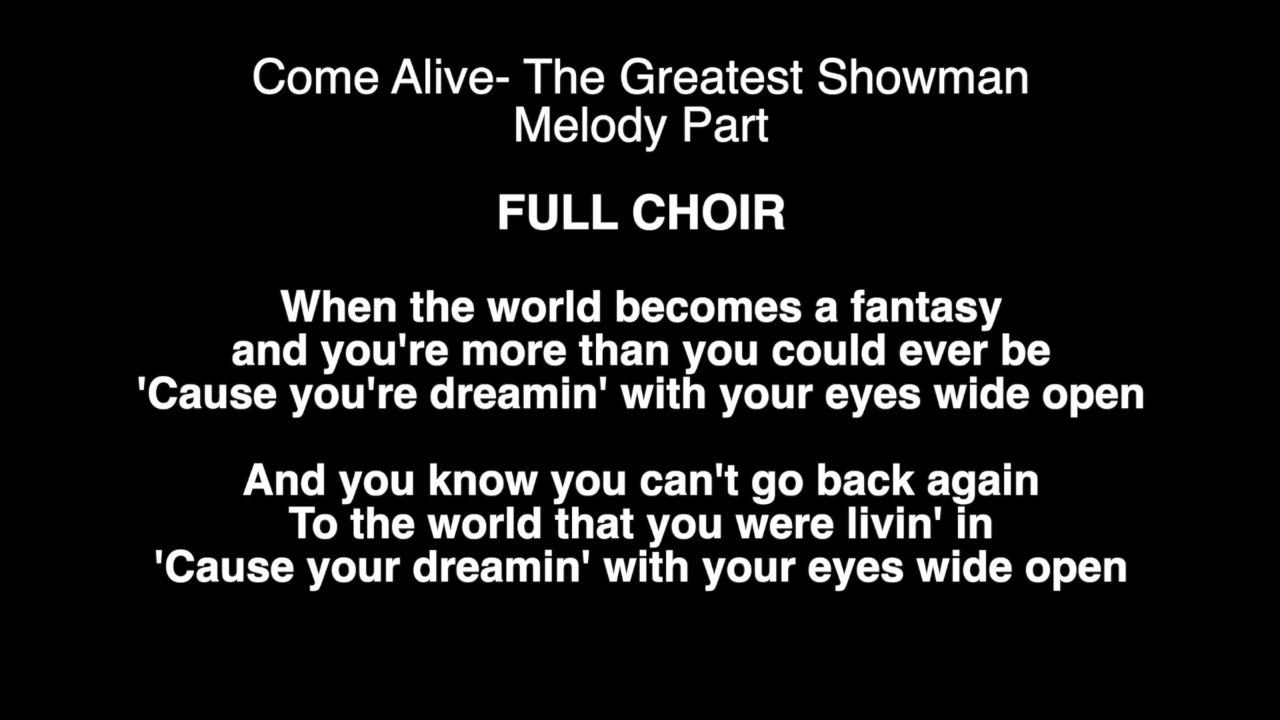 Come Alive- The Greatest Showman
Melody Part
FULL CHOIR
When the world becomes a fantasy
and you're more than you could ever be
'Cause you're dreamin' with your eyes wide open
And you know you can't go back again
To the world that you were livin' in
'Cause your dreamin' with your eyes wide open